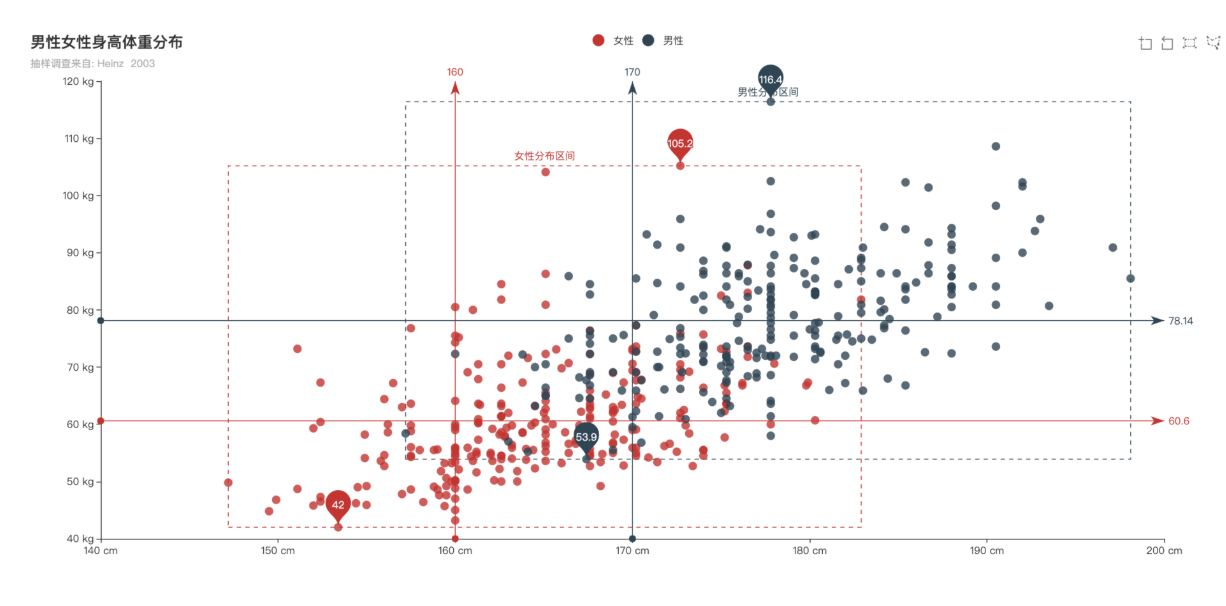 男性女性身高体重分布
抽样调查来自: Heinz 2003
女性 男性
160
170
116.4
男性分布区间
105.2
女性分布区间
120 kg
110 kg
100 kg
90 kg
80 kg
70 kg
60 kg
50 kg
40 kg
78.14
60.6
53.9
42
140 cm 150 cm 160 cm 170 cm 180 cm 190 cm 200 cm